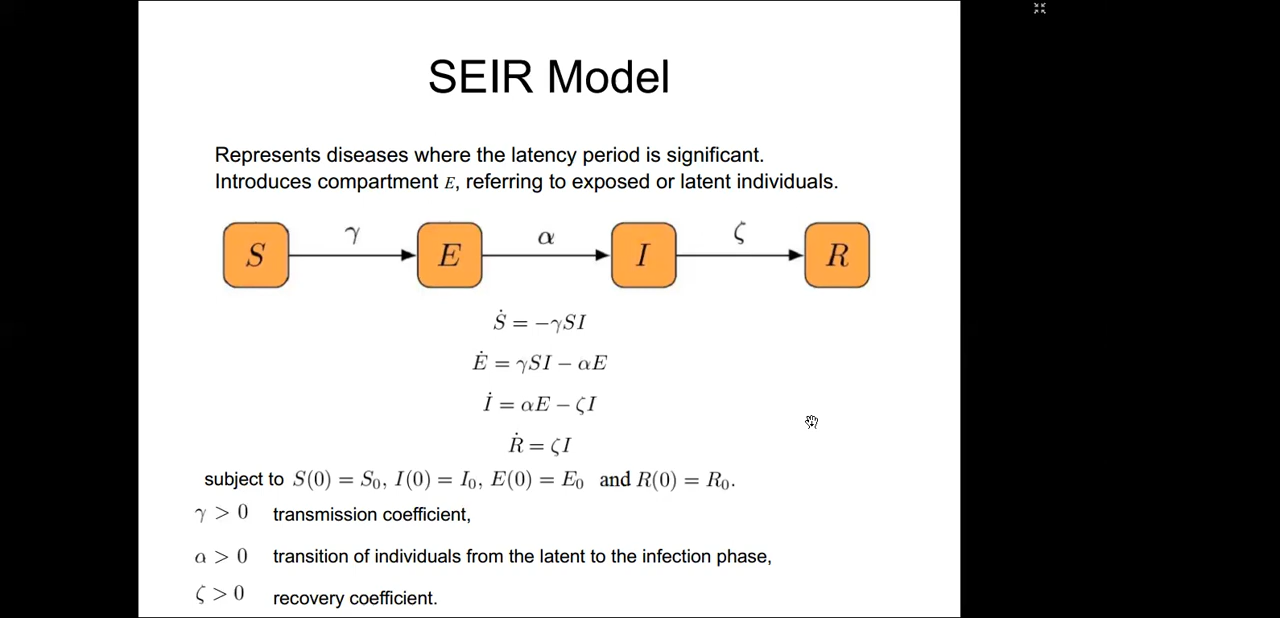 SEIR Model
Represents diseases where the latency period is significant.
Introduces compartment E, referring to exposed or latent individuals.
γ α ζ
S E I R
Ṡ = −γSI
Ė = γSI − αE
İ = αE − ζI
Ṙ = ζI
subject to S(0) = S₀, I(0) = I₀, E(0) = E₀ and R(0) = R₀.
γ > 0 transmission coefficient,
α > 0 transition of individuals from the latent to the infection phase,
ζ > 0 recovery coefficient.